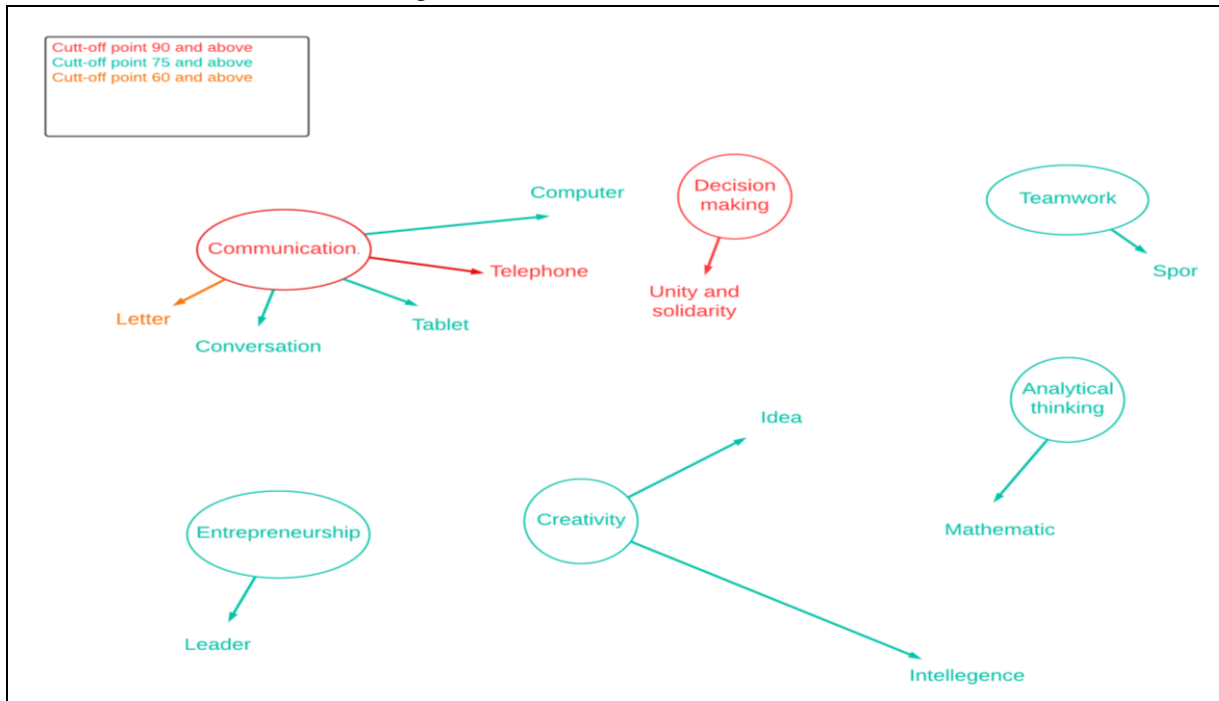 Cutt-off point 90 and above
Cutt-off point 75 and above
Cutt-off point 60 and above
Computer
Decision
making
Teamwork
Communication.
Telephone
Spor
Unity and
solidarity
Letter
Tablet
Conversation
Analytical
thinking
Idea
Entrepreneurship
Creativity
Mathematic
Leader
Intellegence